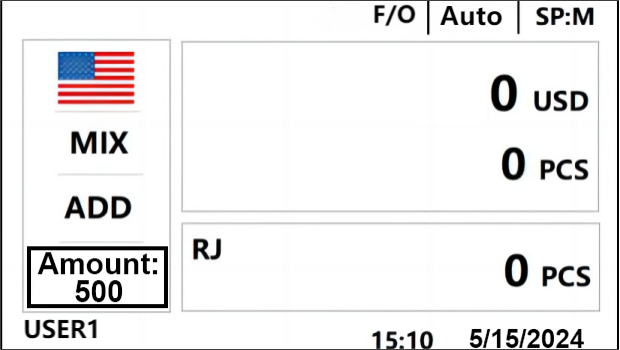 F/O Auto SP:M
MIX
ADD
Amount:
500
0 USD
0 PCS
RJ 0 PCS
USER1 15:10 5/15/2024